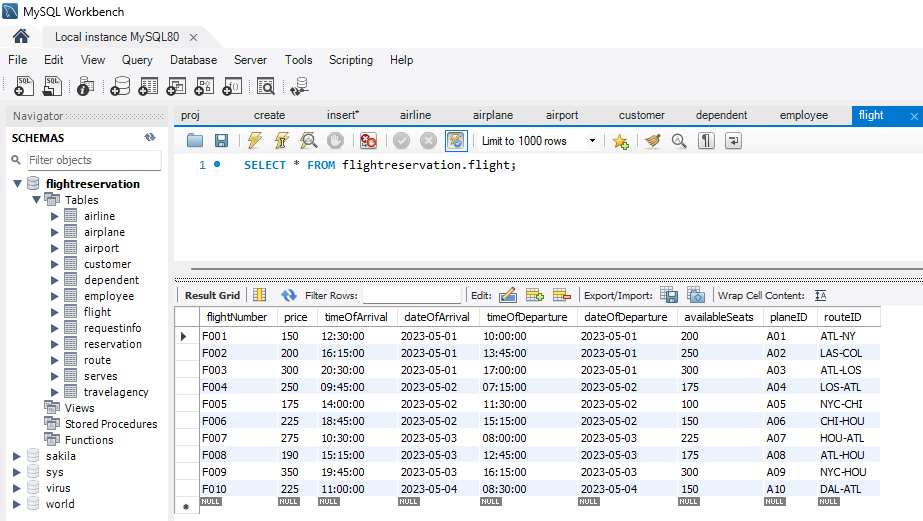 MySQL Workbench
Local instance MySQL80
File Edit View Query Database Server Tools Scripting Help
Navigator
SCHEMAS
Filter objects
flightreservation
Tables
airline
airplane
airport
customer
dependent
employee
flight
requestinfo
reservation
route
serves
travelagency
Views
Stored Procedures
Functions
sakila
sys
virus
world
proj create insert* airline airplane airport customer dependent employee flight
Limit to 1000 rows
1 SELECT * FROM flightreservation.flight;
Result Grid Filter Rows: Edit: Export/Import: Wrap Cell Content: IA
flightNumber price timeOfArrival dateOfArrival timeOfDeparture dateOfDeparture availableSeats planeID routeID
F001 150 12:30:00 2023-05-01 10:00:00 2023-05-01 200 A01 ATL-NY
F002 200 16:15:00 2023-05-01 13:45:00 2023-05-01 250 A02 LAS-COL
F003 300 20:30:00 2023-05-01 17:00:00 2023-05-01 300 A03 ATL-LOS
F004 250 09:45:00 2023-05-02 07:15:00 2023-05-02 175 A04 LOS-ATL
F005 175 14:00:00 2023-05-02 11:30:00 2023-05-02 100 A05 NYC-CHI
F006 225 18:45:00 2023-05-02 15:15:00 2023-05-02 150 A06 CHI-HOU
F007 275 10:30:00 2023-05-03 08:00:00 2023-05-03 225 A07 HOU-ATL
F008 190 15:15:00 2023-05-03 12:45:00 2023-05-03 175 A08 ATL-HOU
F009 350 19:45:00 2023-05-03 16:15:00 2023-05-03 300 A09 NYC-HOU
F010 225 11:00:00 2023-05-04 08:30:00 2023-05-04 150 A10 DAL-ATL
NULL NULL NULL NULL NULL NULL NULL NULL NULL